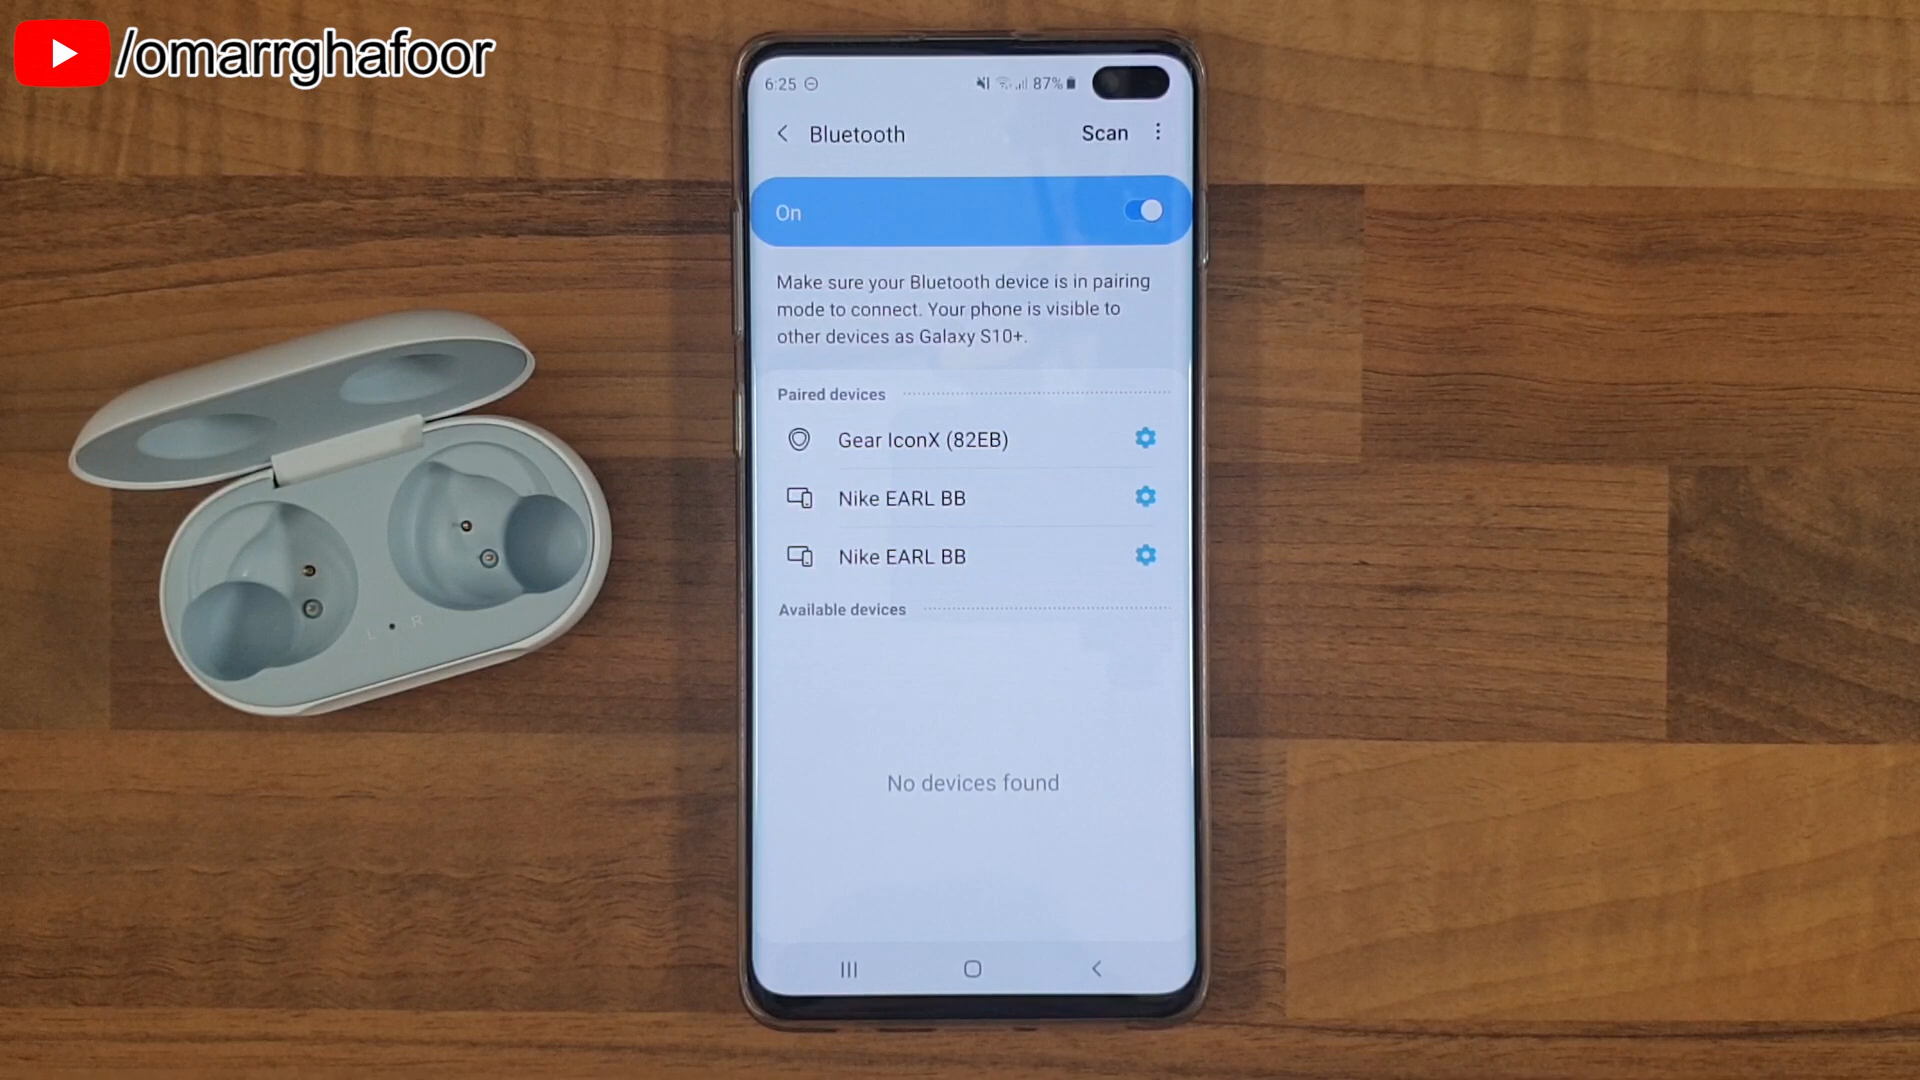 /omarrghafoor
6:25 87%
Bluetooth Scan
On
Make sure your Bluetooth device is in pairing
mode to connect. Your phone is visible to
other devices as Galaxy S10+.
Paired devices
Gear IconX (82EB)
Nike EARL BB
Nike EARL BB
Available devices
L R
No devices found